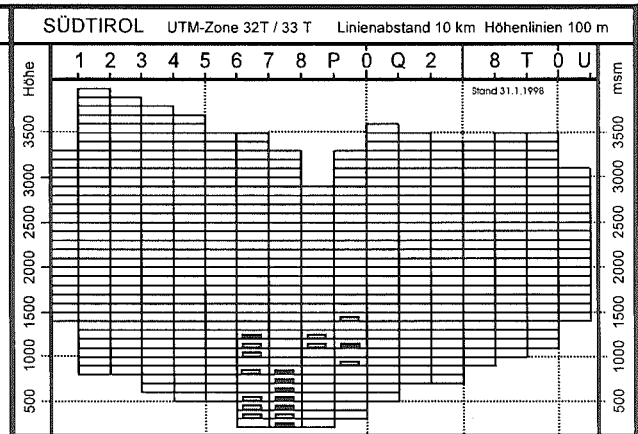 SÜDTIROL UTM-Zone 32T / 33 T Linienabstand 10 km Höhenlinien 100 m
1 2 3 4 5 6 7 8 P 0 Q 2 8 T 0 U
Höhe
msm
Stand 31.1.1998
3500 3500
3000 3000
2500 2500
2000 2000
1500 1500
1000 1000
500 500